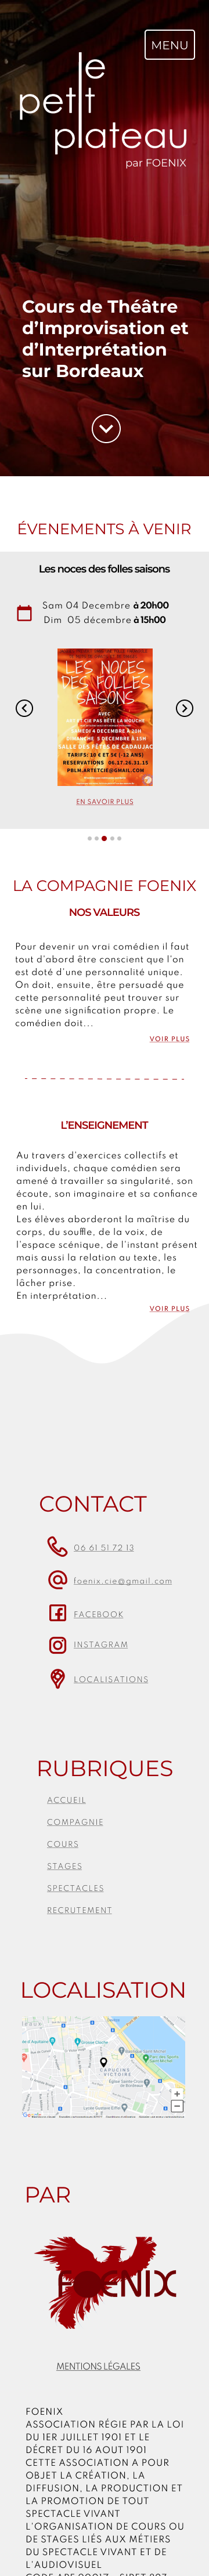 MENU
le
petit
plateau
par FOENIX
Cours de Théâtre
d'Improvisation et
d'Interprétation
sur Bordeaux
ÉVENEMENTS À VENIR
Les noces des folles saisons
Sam 04 Decembre à 20h00
Dim 05 décembre à 15h00
LES NOCES
DES FOLLES
SAISONS
AVEC
ART ET CIE PAS BÊTE LA MOUCHE
SAMEDI 4 DECEMBRE A 20H
DIMANCHE 5 DECEMBRE A 15H
SALLE DES FÊTES DE CADAUJAC
TARIFS: 10 € ET 5€ (-12 ANS)
RESERVATIONS 06.17.26.31.15
PBLM.ARTETCIE@GMAIL.COM
EN SAVOIR PLUS
LA COMPAGNIE FOENIX
NOS VALEURS
Pour devenir un vrai comédien il faut
tout d'abord être conscient que l'on
est doté d'une personnalité unique.
On doit, ensuite, être persuadé que
cette personnalité peut trouver sur
scène une signification propre. Le
comédien doit...
VOIR PLUS
L'ENSEIGNEMENT
Au travers d'exercices collectifs et
individuels, chaque comédien sera
amené à travailler sa singularité, son
écoute, son imaginaire et sa confiance
en lui.
Les élèves aborderont la maîtrise du
corps, du souffle, de la voix, de
l'espace scénique, de l'instant présent
mais aussi la relation au texte, les
personnages, la concentration, le
lâcher prise.
En interprétation...
VOIR PLUS
CONTACT
06 61 51 72 13
foenix.cie@gmail.com
FACEBOOK
INSTAGRAM
LOCALISATIONS
RUBRIQUES
ACCUEIL
COMPAGNIE
COURS
STAGES
SPECTACLES
RECRUTEMENT
LOCALISATION
CAPUCINS
VICTOIRE
+
−
PAR
FOENIX
MENTIONS LÉGALES
FOENIX
ASSOCIATION RÉGIE PAR LA LOI
DU 1ER JUILLET 1901 ET LE
DÉCRET DU 16 AOUT 1901
CETTE ASSOCIATION A POUR
OBJET LA CRÉATION, LA
DIFFUSION, LA PRODUCTION ET
LA PROMOTION DE TOUT
SPECTACLE VIVANT
L'ORGANISATION DE COURS OU
DE STAGES LIÉS AUX MÉTIERS
DU SPECTACLE VIVANT ET DE
L'AUDIOVISUEL